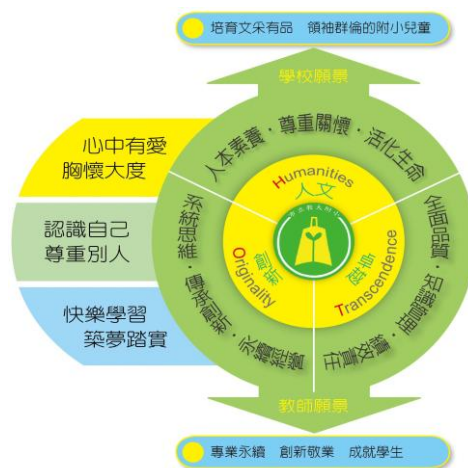 培育文采有品 領袖群倫的附小兒童
學校願景
人本素養・尊重關懷・活化生命
心中有愛
胸懷大度
認識自己
尊重別人
快樂學習
築夢踏實
Humanities
人文
Originality
創新
Transcendence
卓越
系統思維・傳承創新・永續經營
全面品質・知識管理・績效責任
教師願景
專業永續 創新敬業 成就學生